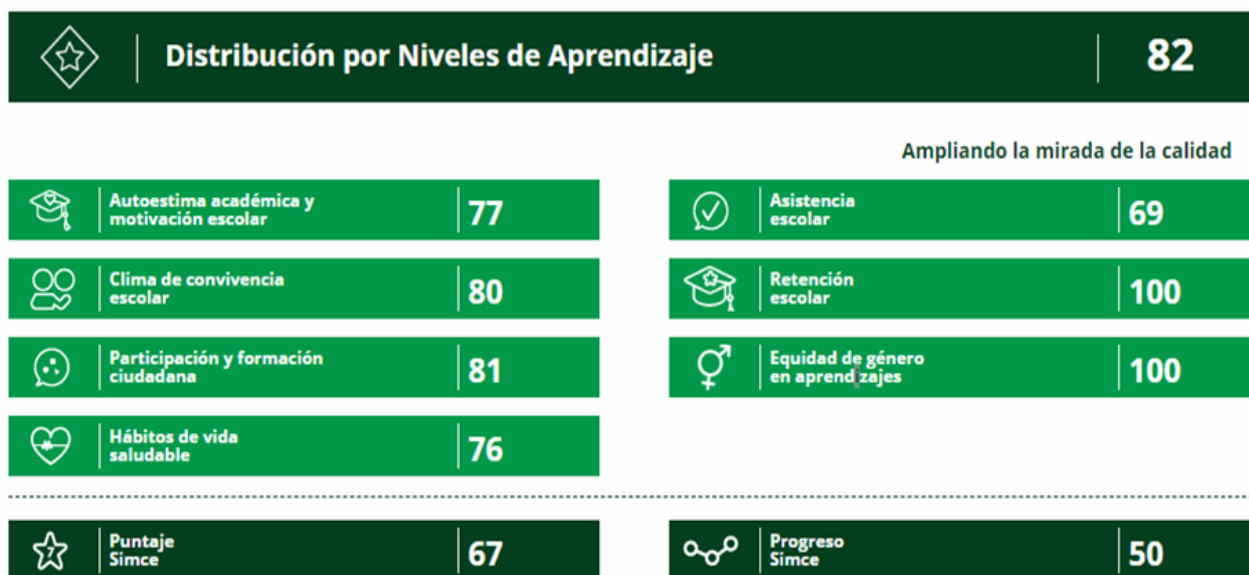 Distribución por Niveles de Aprendizaje
82
Ampliando la mirada de la calidad
Autoestima académica y
motivación escolar
77
Clima de convivencia
escolar
80
Participación y formación
ciudadana
81
Hábitos de vida
saludable
76
Asistencia
escolar
69
Retención
escolar
100
Equidad de género
en aprendizajes
100
7
Puntaje
Simce
67
Progreso
Simce
50